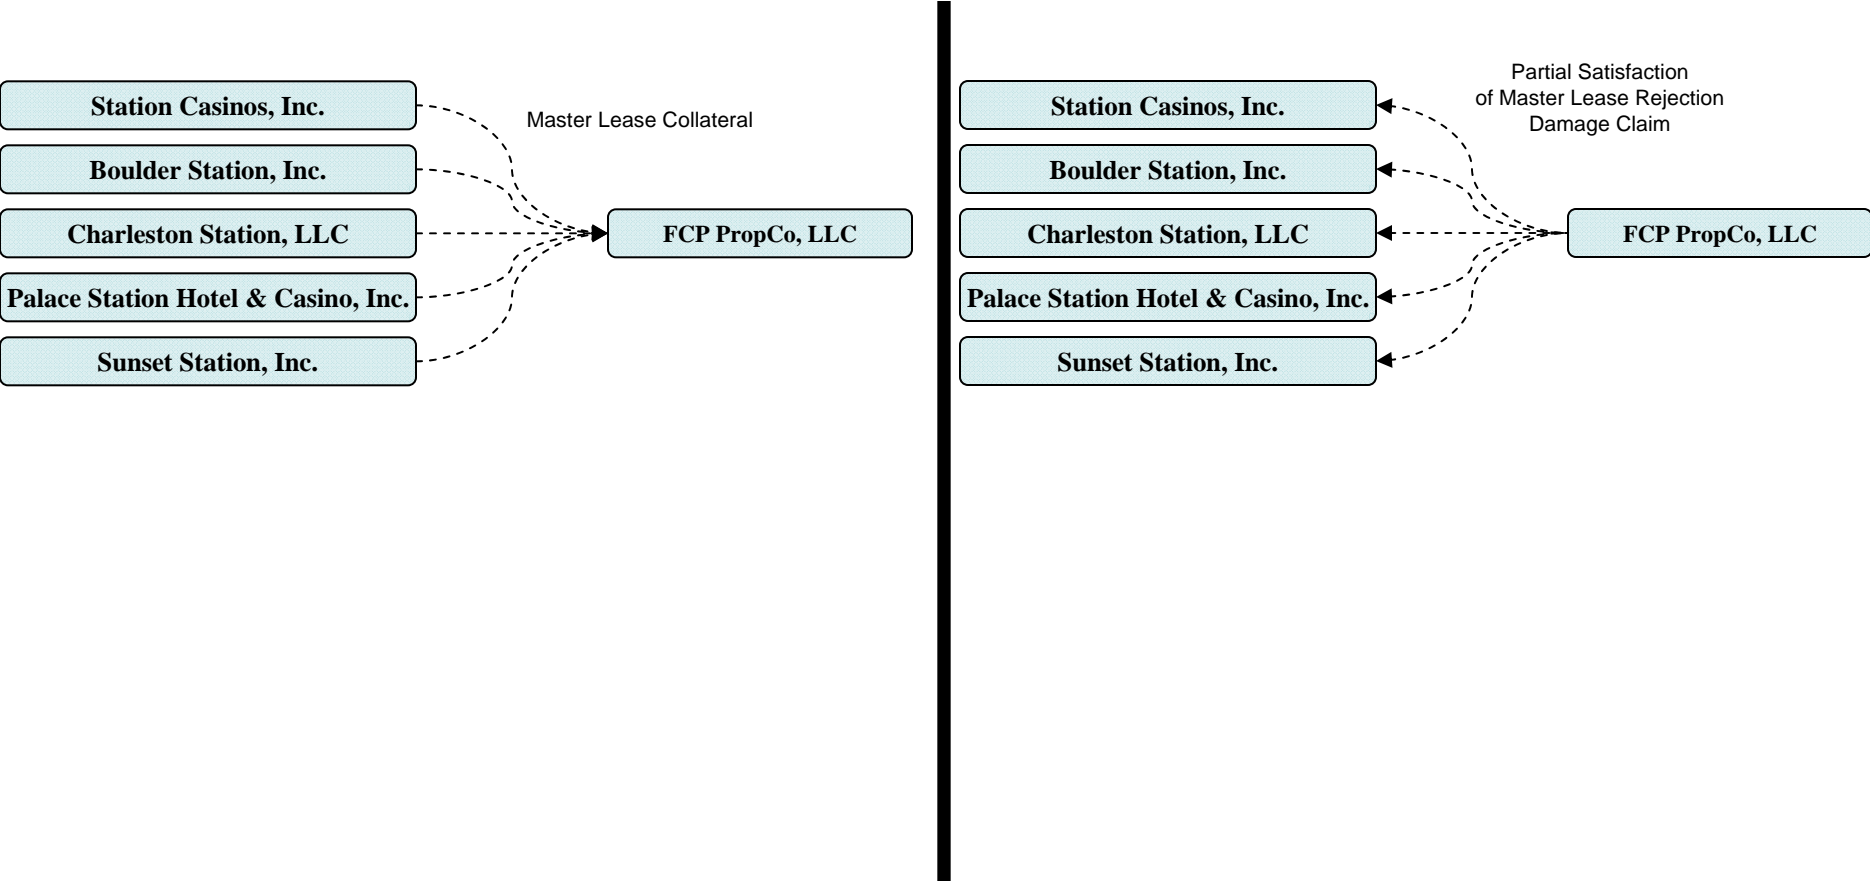 Station Casinos, Inc.
Master Lease Collateral
Boulder Station, Inc.
Charleston Station, LLC
FCP PropCo, LLC
Palace Station Hotel & Casino, Inc.
Sunset Station, Inc.
Partial Satisfaction
of Master Lease Rejection
Damage Claim
Station Casinos, Inc.
Boulder Station, Inc.
Charleston Station, LLC
FCP PropCo, LLC
Palace Station Hotel & Casino, Inc.
Sunset Station, Inc.